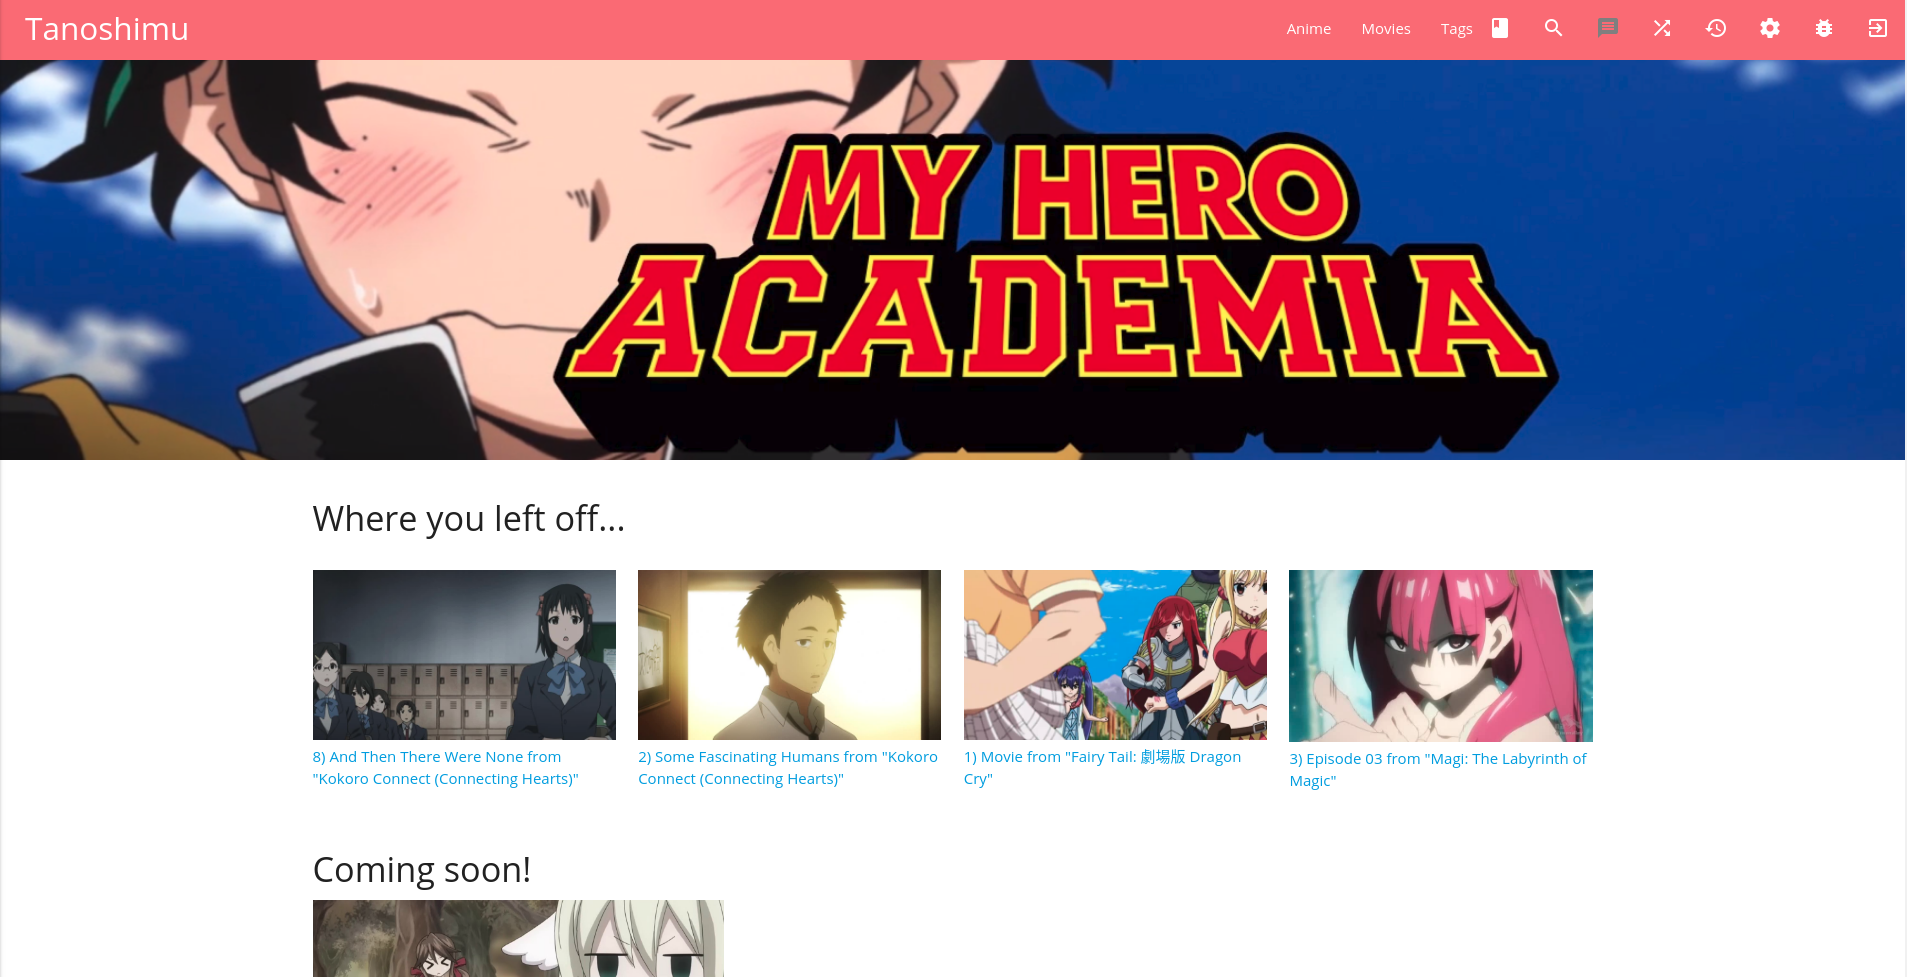 Tanoshimu
Anime Movies Tags
MY HERO
ACADEMIA
Where you left off...
8) And Then There Were None from
"Kokoro Connect (Connecting Hearts)"
2) Some Fascinating Humans from "Kokoro
Connect (Connecting Hearts)"
1) Movie from "Fairy Tail: 劇場版 Dragon
Cry"
3) Episode 03 from "Magi: The Labyrinth of
Magic"
Coming soon!